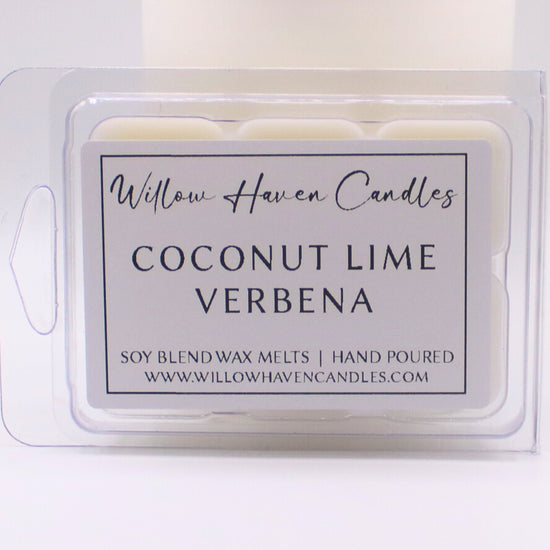 Willow Haven Candles
COCONUT LIME
VERBENA
SOY BLEND WAX MELTS | HAND POURED
WWW.WILLOWHAVENCANDLES.COM